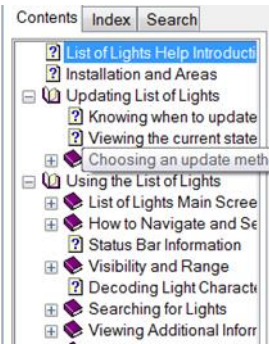 Contents Index Search
List of Lights Help Introducti
Installation and Areas
Updating List of Lights
Knowing when to update
Viewing the current state
Choosing an update meth
Using the List of Lights
List of Lights Main Scree
How to Navigate and Se
Status Bar Information
Visibility and Range
Decoding Light Characte
Searching for Lights
Viewing Additional Inforr